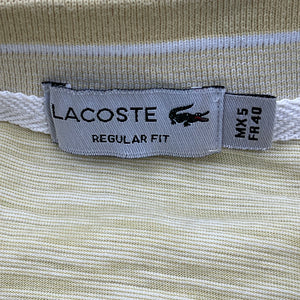 LACOSTE
REGULAR FIT
MX 5
FR 40